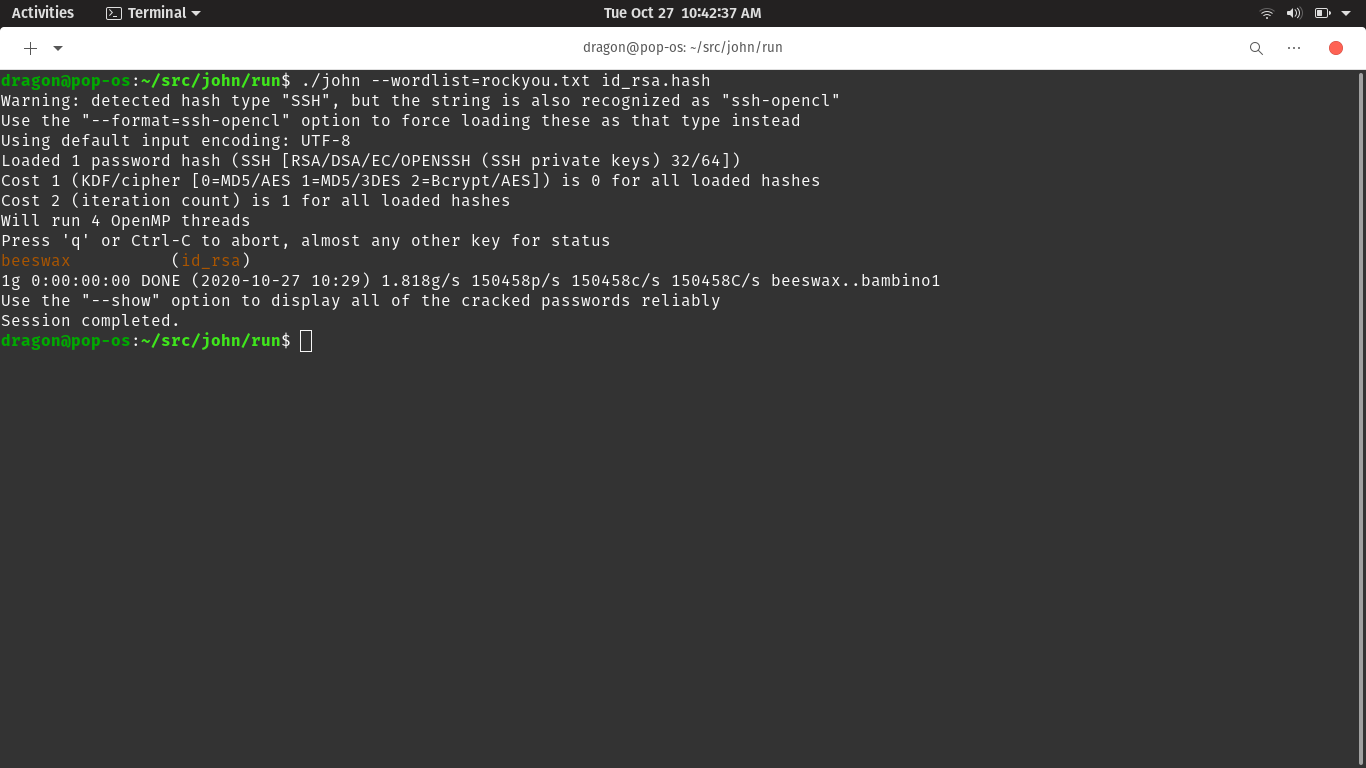 Activities Terminal Tue Oct 27 10:42:37 AM
dragon@pop-os: ~/src/john/run
dragon@pop-os:~/src/john/run$ ./john --wordlist=rockyou.txt id_rsa.hash
Warning: detected hash type "SSH", but the string is also recognized as "ssh-opencl"
Use the "--format=ssh-opencl" option to force loading these as that type instead
Using default input encoding: UTF-8
Loaded 1 password hash (SSH [RSA/DSA/EC/OPENSSH (SSH private keys) 32/64])
Cost 1 (KDF/cipher [0=MD5/AES 1=MD5/3DES 2=Bcrypt/AES]) is 0 for all loaded hashes
Cost 2 (iteration count) is 1 for all loaded hashes
Will run 4 OpenMP threads
Press 'q' or Ctrl-C to abort, almost any other key for status
beeswax          (id_rsa)
1g 0:00:00:00 DONE (2020-10-27 10:29) 1.818g/s 150458p/s 150458c/s 150458C/s beeswax..bambino1
Use the "--show" option to display all of the cracked passwords reliably
Session completed.
dragon@pop-os:~/src/john/run$